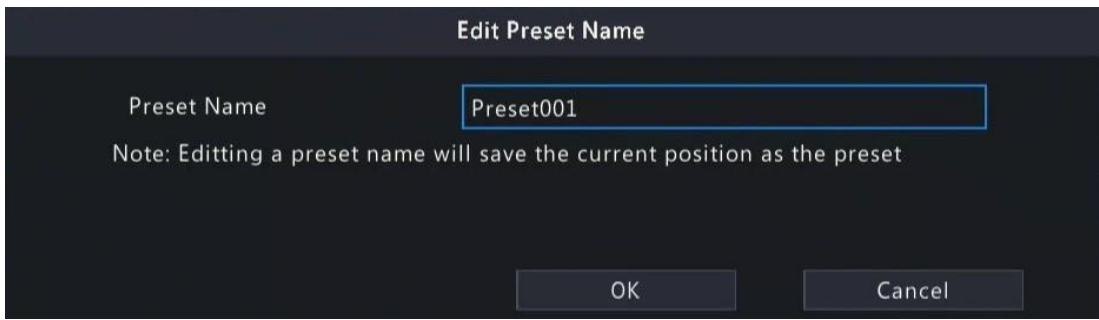 Edit Preset Name
Preset Name Preset001
Note: Editting a preset name will save the current position as the preset
OK Cancel